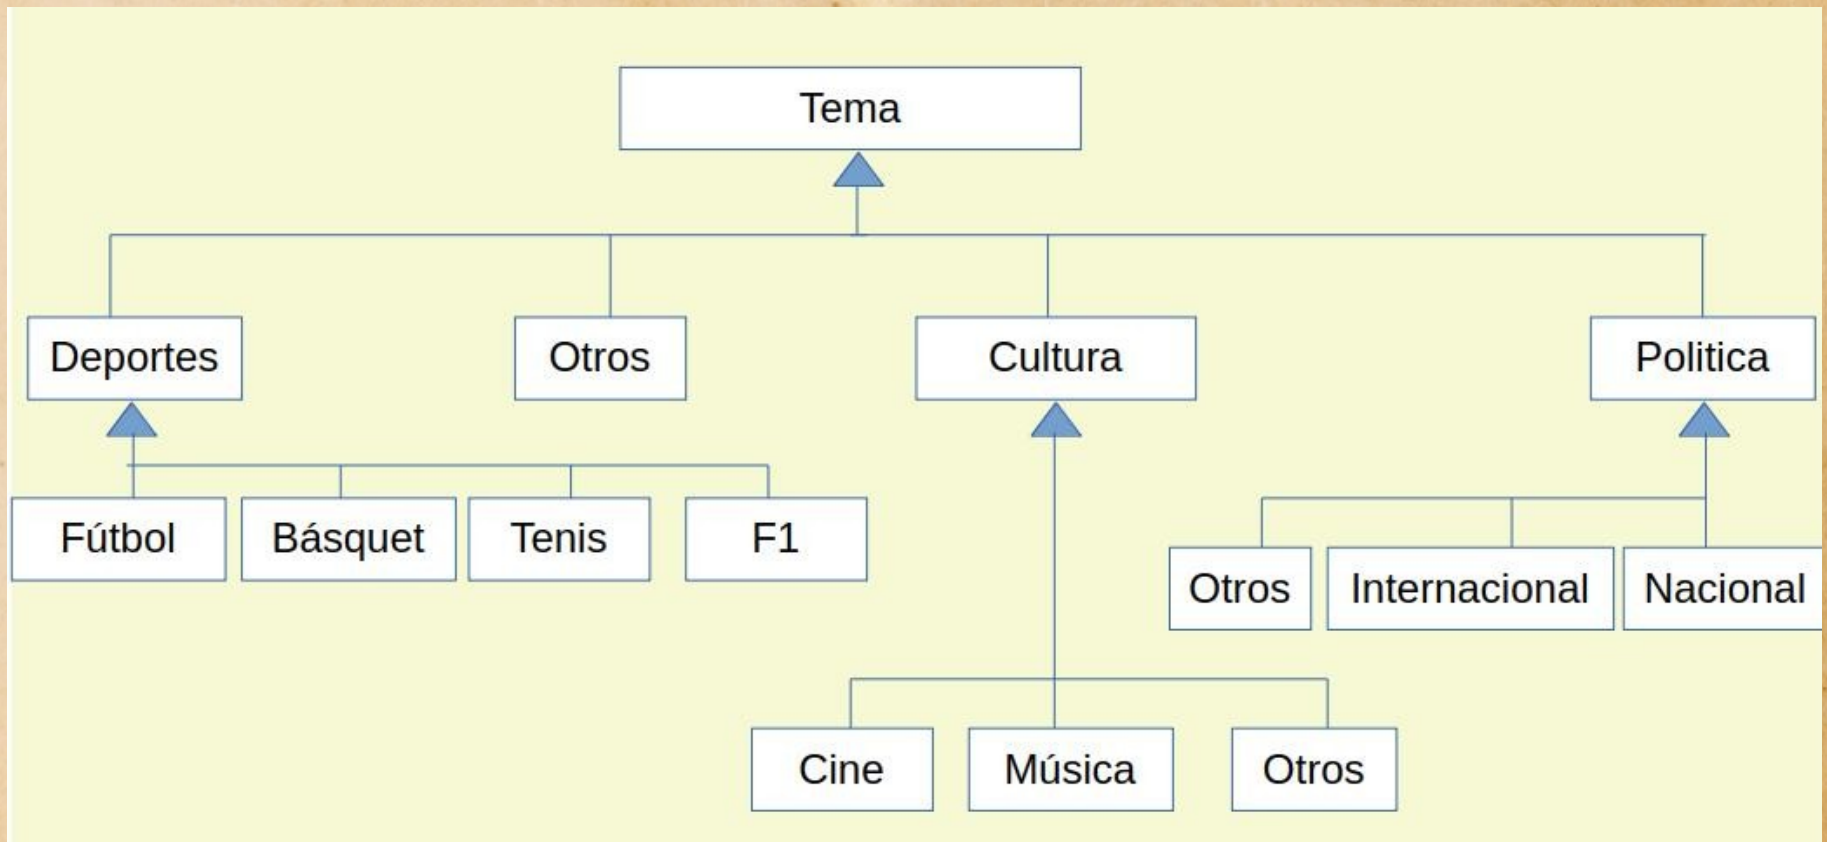 Tema
Deportes
Otros
Cultura
Politica
Fútbol
Básquet
Tenis
F1
Otros
Internacional
Nacional
Cine
Música
Otros